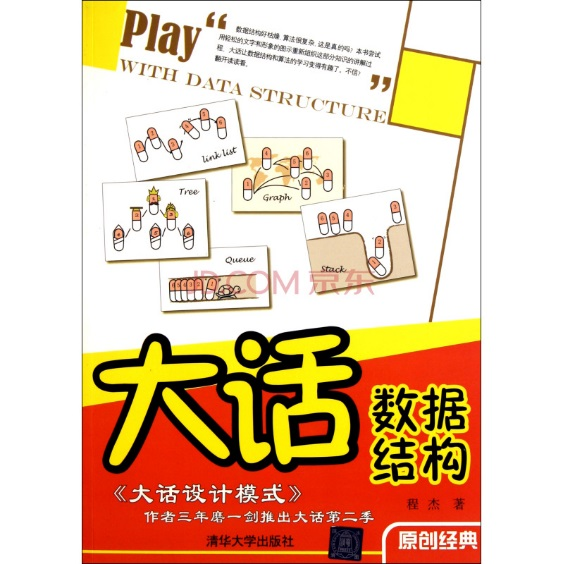 Play
“ 数据结构好枯燥,算法很复杂,这是真的吗?本书尝试
用轻松的文字和形象的图示重新组织这部分知识的讲解过
程,大话让数据结构和算法的学习变得有趣了,不信?
翻开读读看。 ”
WITH DATA STRUCTURE
link list
Tree
Graph
Queue
stack
JD.COM 京东
大话
数据
结构
《大话设计模式》
作者三年磨一剑推出大话第二季
程 杰 著
清华大学出版社
原创经典